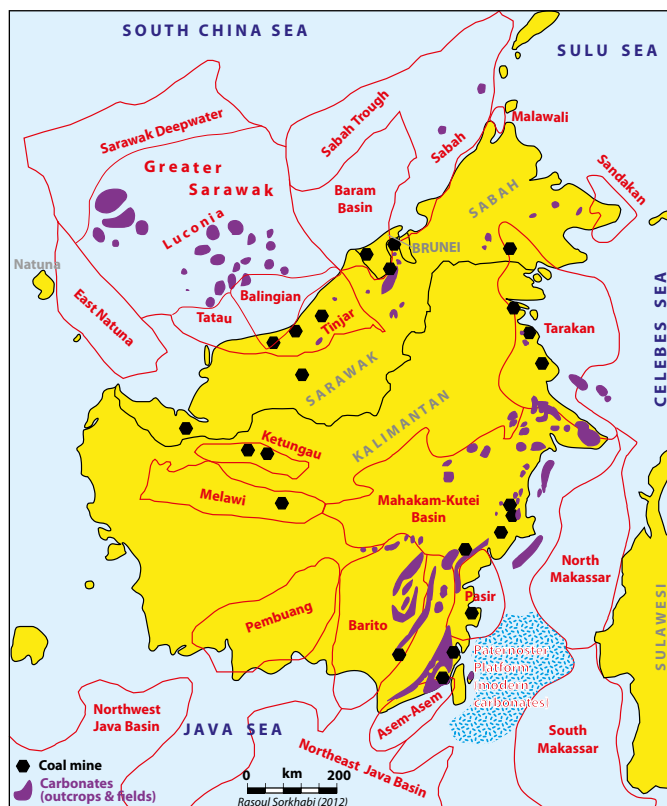 SOUTH CHINA SEA
SULU SEA
Sarawak Deepwater
Sabah Trough
Sabah
Malawali
Greater
Sarawak
Baram
Basin
Sandakan
SABAH
Luconia
BRUNEI
Natuna
East Natuna
Balingian
Tatau
Tinjar
Tarakan
CELEBES SEA
SARAWAK
KALIMANTAN
Ketungau
Melawi
Mahakam-Kutei
Basin
North
Makassar
Pembuang
Barito
Pasir
SULAWESI
Paternoster
Platform
(modern
carbonates)
Asem-Asem
Northwest
Java Basin
JAVA SEA
Northeast Java Basin
South
Makassar
Coal mine
Carbonates
(outcrops & fields)
0 km 200
Rasoul Sorkhabi (2012)